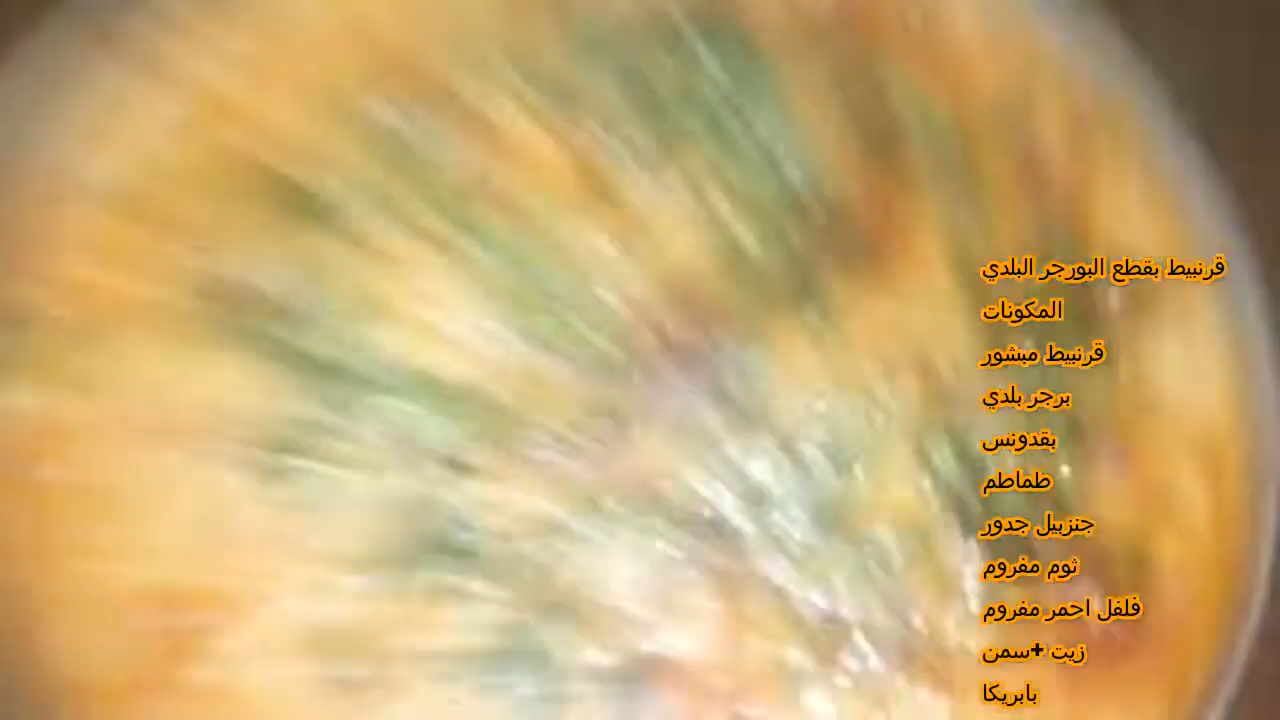 قرنبيط بقطع البورجر البلدي
المكونات
قرنبيط مبشور
برجر بلدي
بقدونس
طماطم
جنزبيل جدور
ثوم مفروم
فلفل احمر مفروم
زيت +سمن
بابريكا